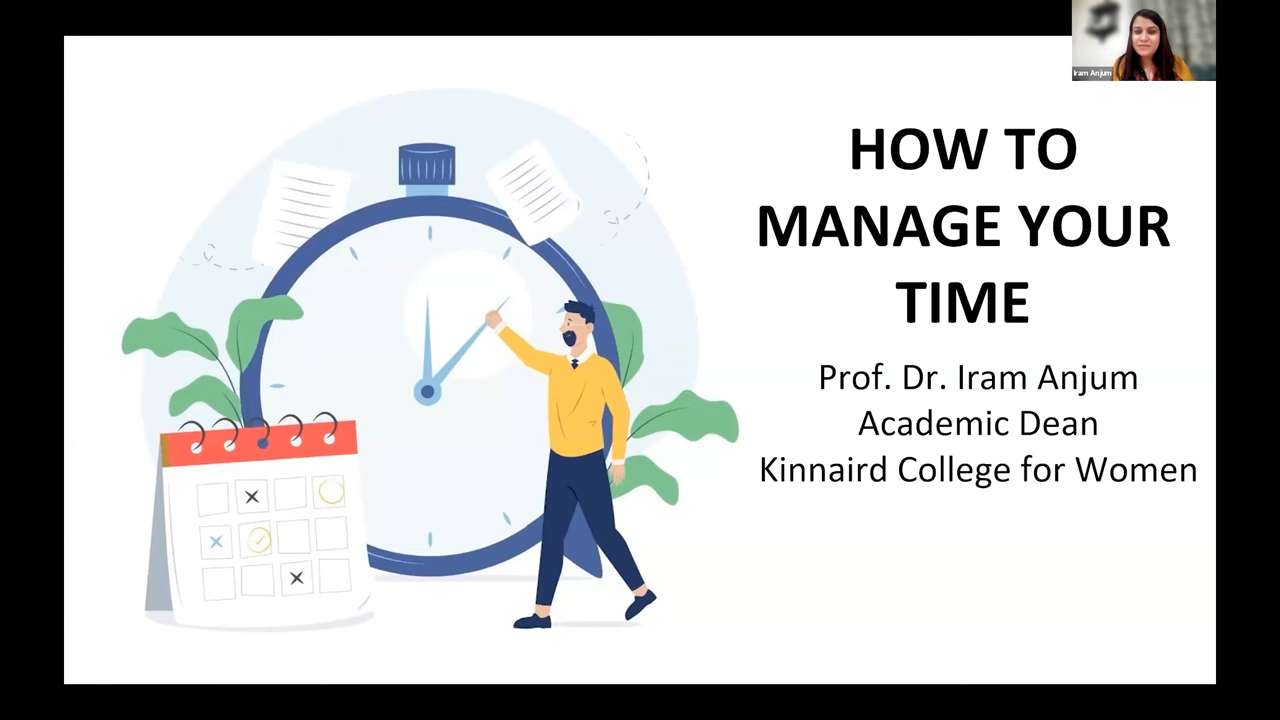 Iram Anjum
HOW TO
MANAGE YOUR
TIME
Prof. Dr. Iram Anjum
Academic Dean
Kinnaird College for Women